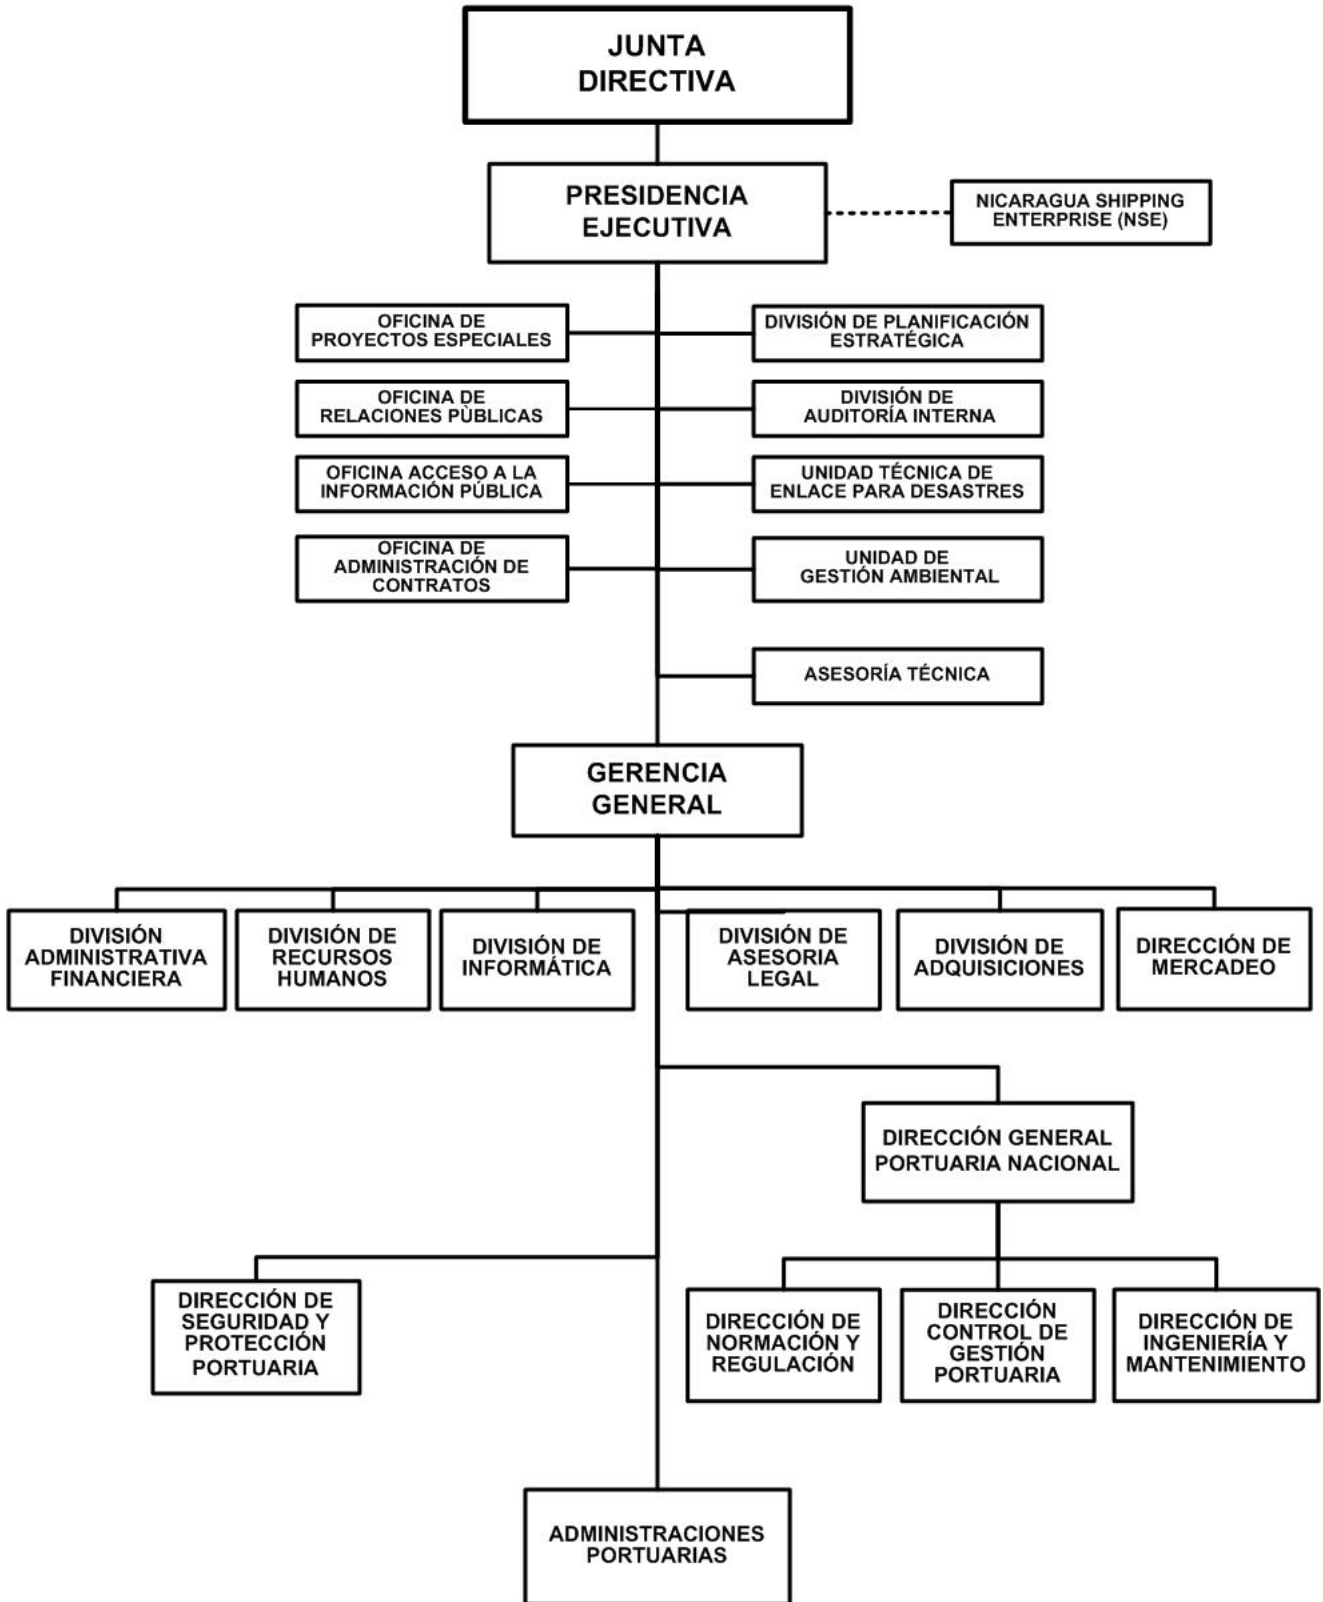 JUNTA
DIRECTIVA
PRESIDENCIA
EJECUTIVA
NICARAGUA SHIPPING
ENTERPRISE (NSE)
OFICINA DE
PROYECTOS ESPECIALES
DIVISIÓN DE PLANIFICACIÓN
ESTRATÉGICA
OFICINA DE
RELACIONES PÙBLICAS
DIVISIÓN DE
AUDITORÍA INTERNA
OFICINA ACCESO A LA
INFORMACIÓN PÚBLICA
UNIDAD TÉCNICA DE
ENLACE PARA DESASTRES
OFICINA DE
ADMINISTRACIÓN DE
CONTRATOS
UNIDAD DE
GESTIÓN AMBIENTAL
ASESORÍA TÉCNICA
GERENCIA
GENERAL
DIVISIÓN
ADMINISTRATIVA
FINANCIERA
DIVISIÓN DE
RECURSOS
HUMANOS
DIVISIÓN DE
INFORMÁTICA
DIVISIÓN DE
ASESORIA
LEGAL
DIVISIÓN DE
ADQUISICIONES
DIRECCIÓN DE
MERCADEO
DIRECCIÓN GENERAL
PORTUARIA NACIONAL
DIRECCIÓN DE
SEGURIDAD Y
PROTECCIÓN
PORTUARIA
DIRECCIÓN DE
NORMACIÓN Y
REGULACIÓN
DIRECCIÓN
CONTROL DE
GESTIÓN
PORTUARIA
DIRECCIÓN DE
INGENIERÍA Y
MANTENIMIENTO
ADMINISTRACIONES
PORTUARIAS